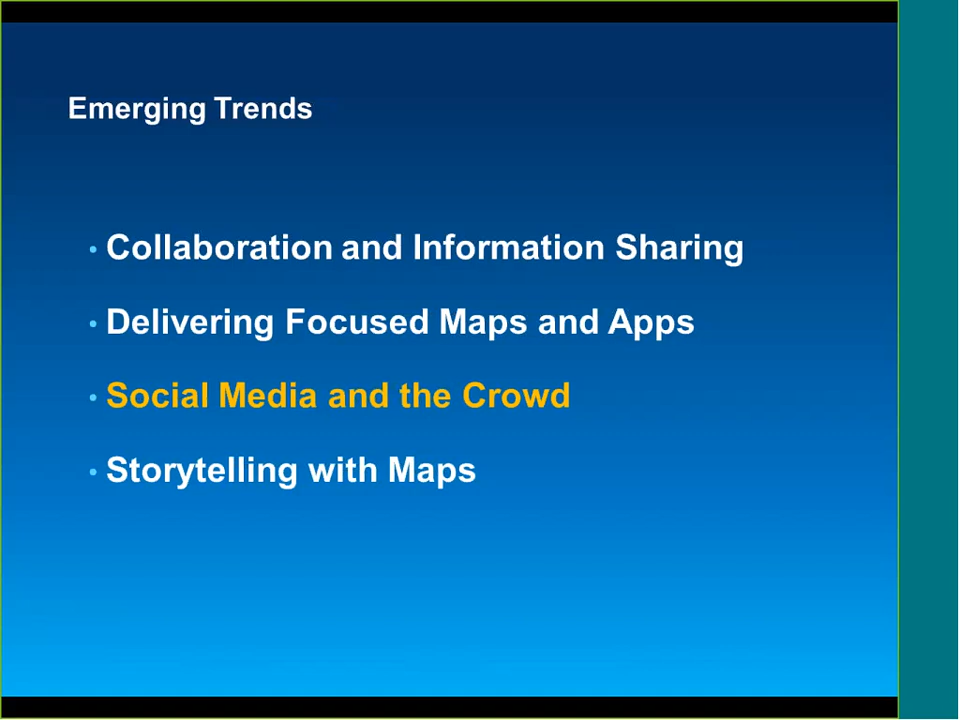 Emerging Trends
• Collaboration and Information Sharing
• Delivering Focused Maps and Apps
• Social Media and the Crowd
• Storytelling with Maps